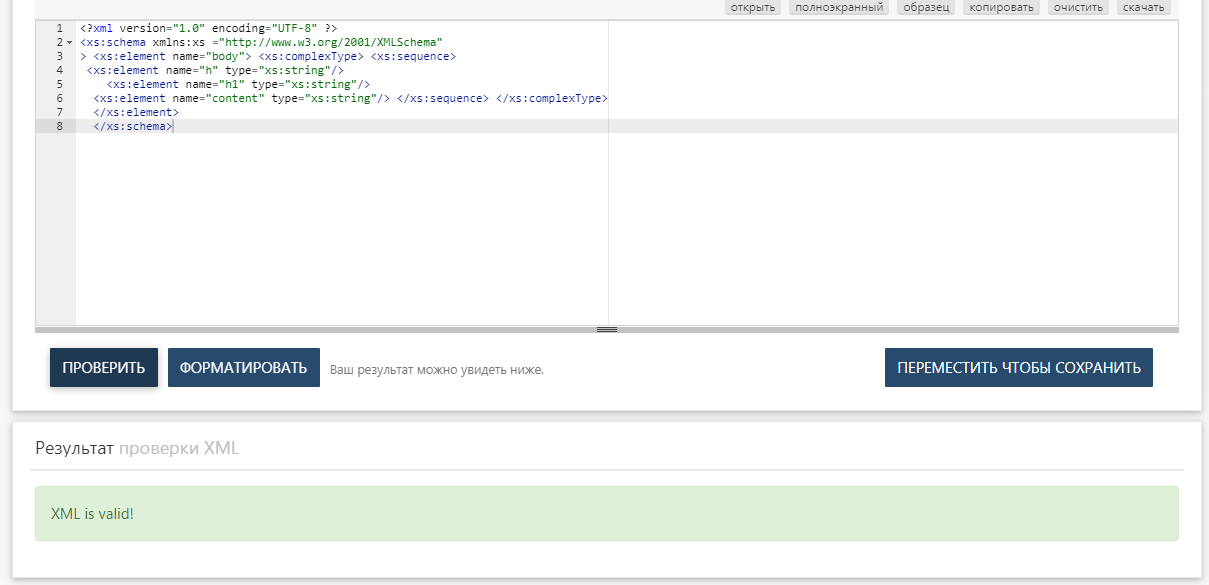 открыть полноэкранный образец копировать очистить скачать
1 <?xml version="1.0" encoding="UTF-8" ?>
2 <xs:schema xmlns:xs ="http://www.w3.org/2001/XMLSchema"
3 > <xs:element name="body"> <xs:complexType> <xs:sequence>
4 <xs:element name="h" type="xs:string"/>
5 <xs:element name="h1" type="xs:string"/>
6 <xs:element name="content" type="xs:string"/> </xs:sequence> </xs:complexType>
7 </xs:element>
8 </xs:schema>
ПРОВЕРИТЬ ФОРМАТИРОВАТЬ Ваш результат можно увидеть ниже. ПЕРЕМЕСТИТЬ ЧТОБЫ СОХРАНИТЬ
Результат проверки XML
XML is valid!